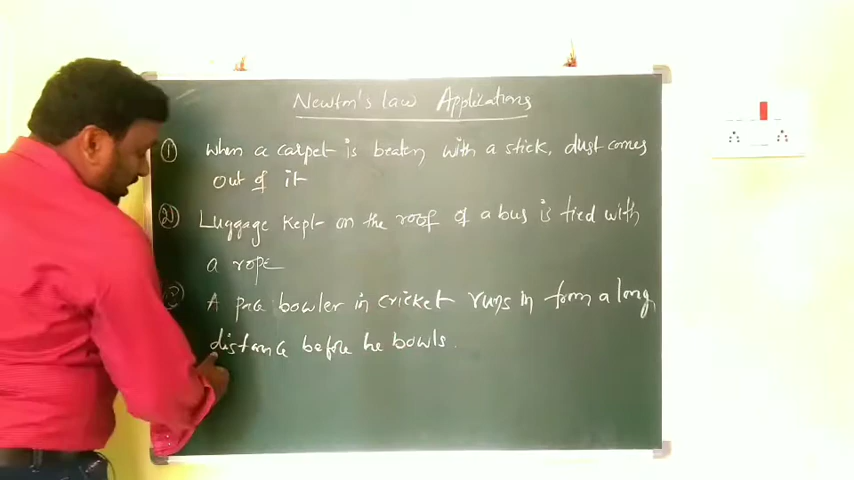 Newton's law Applications
① When a carpet is beaten with a stick, dust comes
out of it
② Luggage kept on the roof of a bus is tied with
a rope
③ A pace bowler in cricket runs in from a long
distance before he bowls.